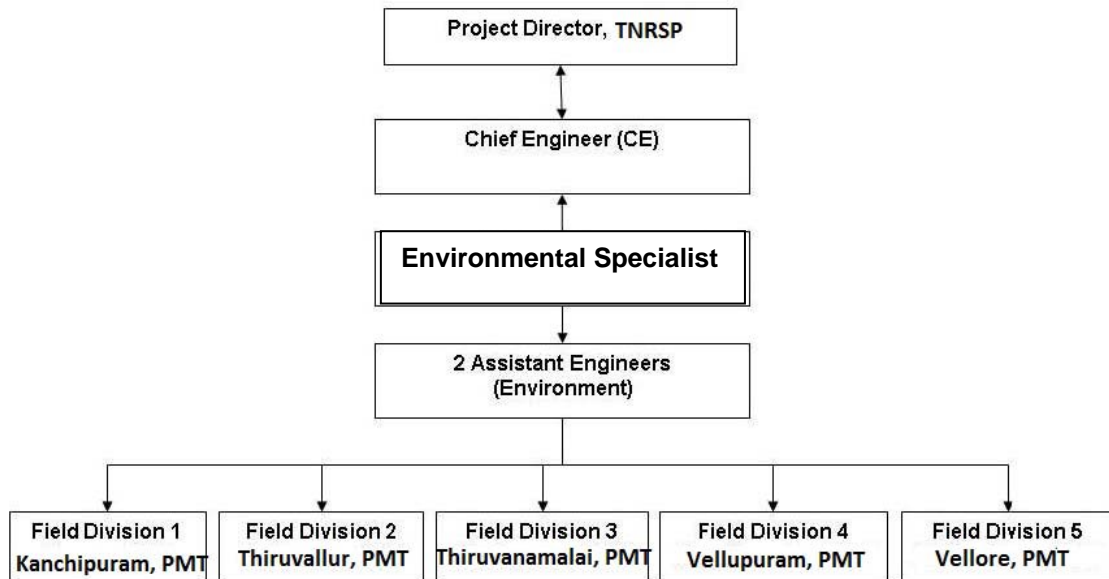 Project Director, TNRSP
Chief Engineer (CE)
Environmental Specialist
2 Assistant Engineers
(Environment)
Field Division 1
Kanchipuram, PMT
Field Division 2
Thiruvallur, PMT
Field Division 3
Thiruvanamalai, PMT
Field Division 4
Vellupuram, PMT
Field Division 5
Vellore, PMT